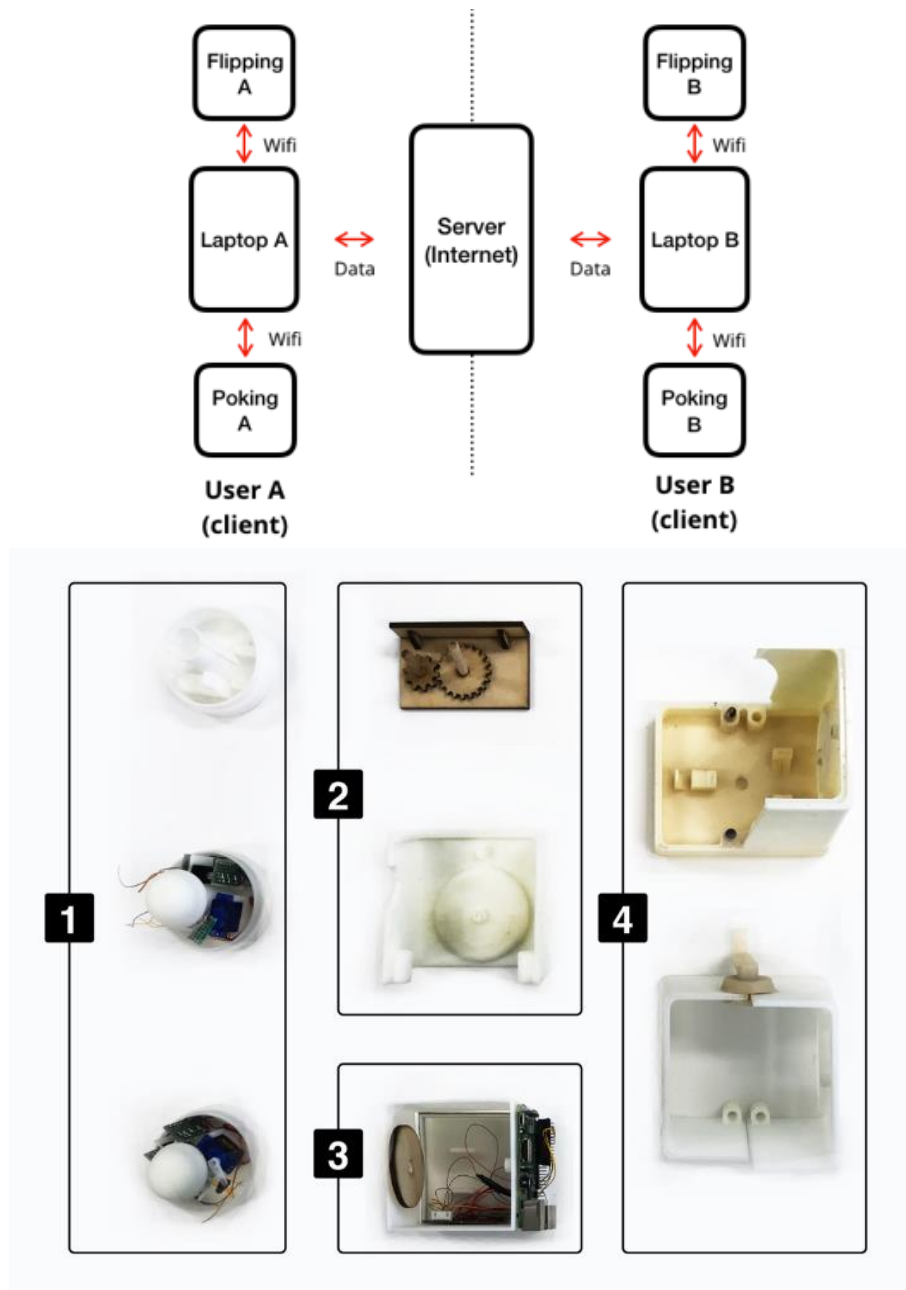 Flipping
A
Flipping
B
Wifi
Wifi
Laptop A
Server
(Internet)
Laptop B
Data
Data
Wifi
Wifi
Poking
A
Poking
B
User A
(client)
User B
(client)
1
2
3
4